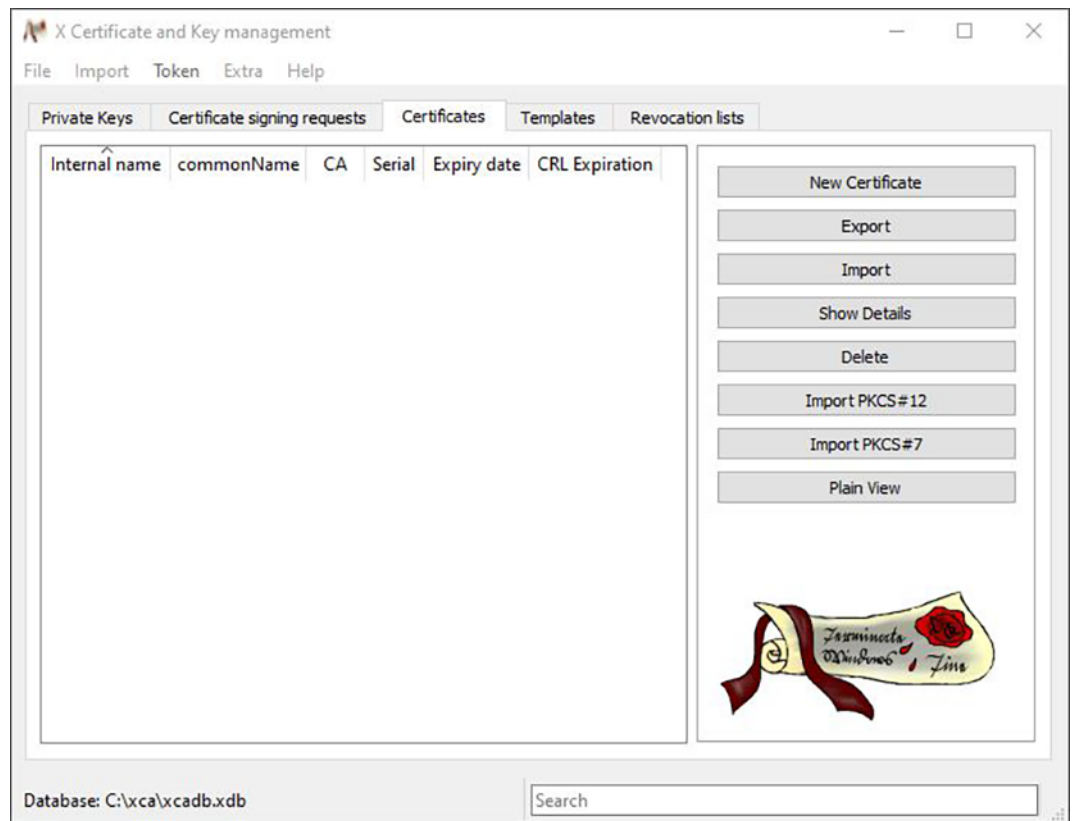 X Certificate and Key management
File Import Token Extra Help
Private Keys Certificate signing requests Certificates Templates Revocation lists
Internal name commonName CA Serial Expiry date CRL Expiration
New Certificate
Export
Import
Show Details
Delete
Import PKCS#12
Import PKCS#7
Plain View
Windows
Database: C:\xca\xcadb.xdb Search